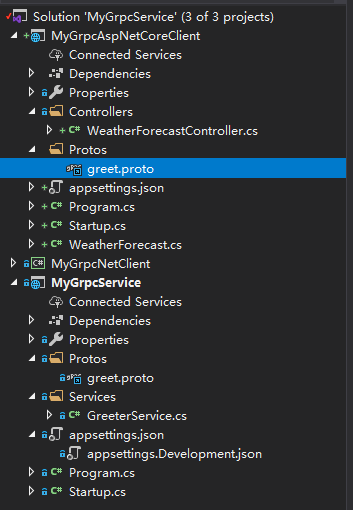 Solution 'MyGrpcService' (3 of 3 projects)
MyGrpcAspNetCoreClient
Connected Services
Dependencies
Properties
Controllers
C# WeatherForecastController.cs
Protos
greet.proto
appsettings.json
C# Program.cs
C# Startup.cs
C# WeatherForecast.cs
C# MyGrpcNetClient
MyGrpcService
Connected Services
Dependencies
Properties
Protos
greet.proto
Services
C# GreeterService.cs
appsettings.json
appsettings.Development.json
C# Program.cs
C# Startup.cs